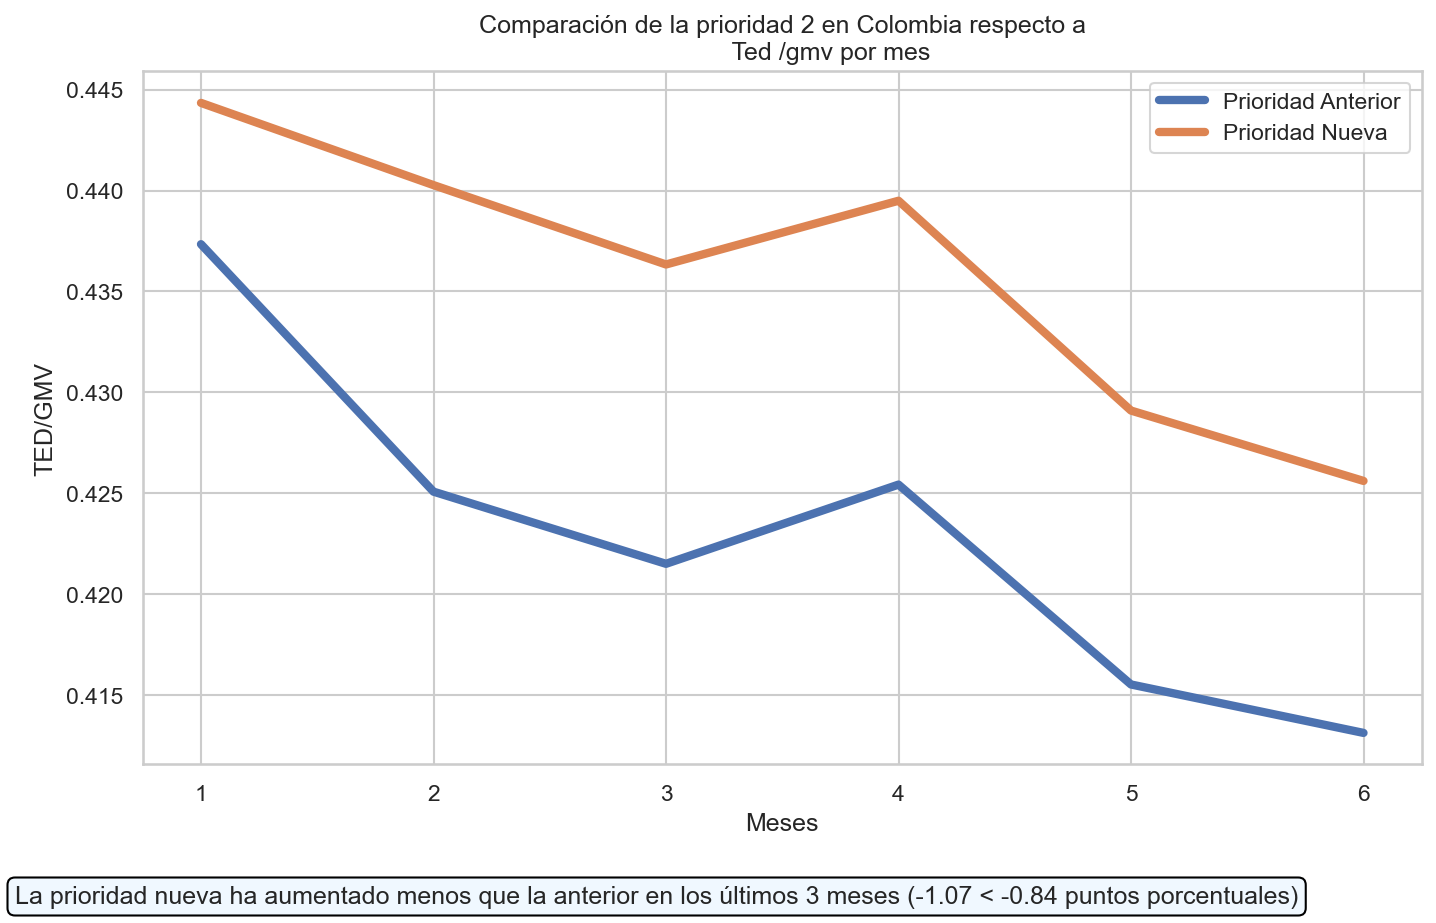 Comparación de la prioridad 2 en Colombia respecto a
Ted /gmv por mes
Prioridad Anterior
Prioridad Nueva
TED/GMV
0.445
0.440
0.435
0.430
0.425
0.420
0.415
1 2 3 4 5 6
Meses
La prioridad nueva ha aumentado menos que la anterior en los últimos 3 meses (-1.07 < -0.84 puntos porcentuales)